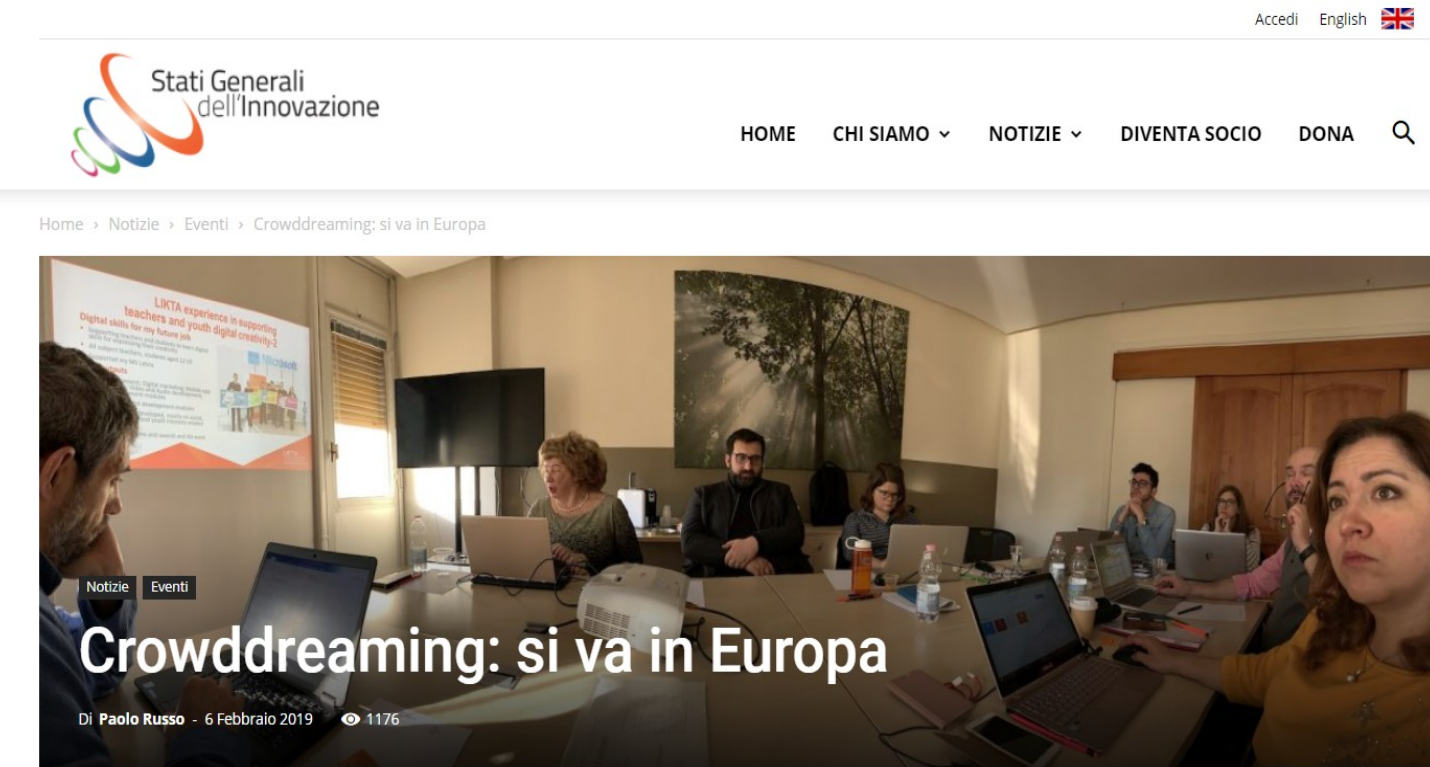 Accedi English
Stati Generali
dell'Innovazione
HOME CHI SIAMO NOTIZIE DIVENTA SOCIO DONA
Home › Notizie › Eventi › Crowddreaming: si va in Europa
LIKTA experience in supporting
teachers and youth digital creativity-2
Digital skills for my future job
Microsoft
Notizie Eventi
Crowddreaming: si va in Europa
Di Paolo Russo - 6 Febbraio 2019 1176